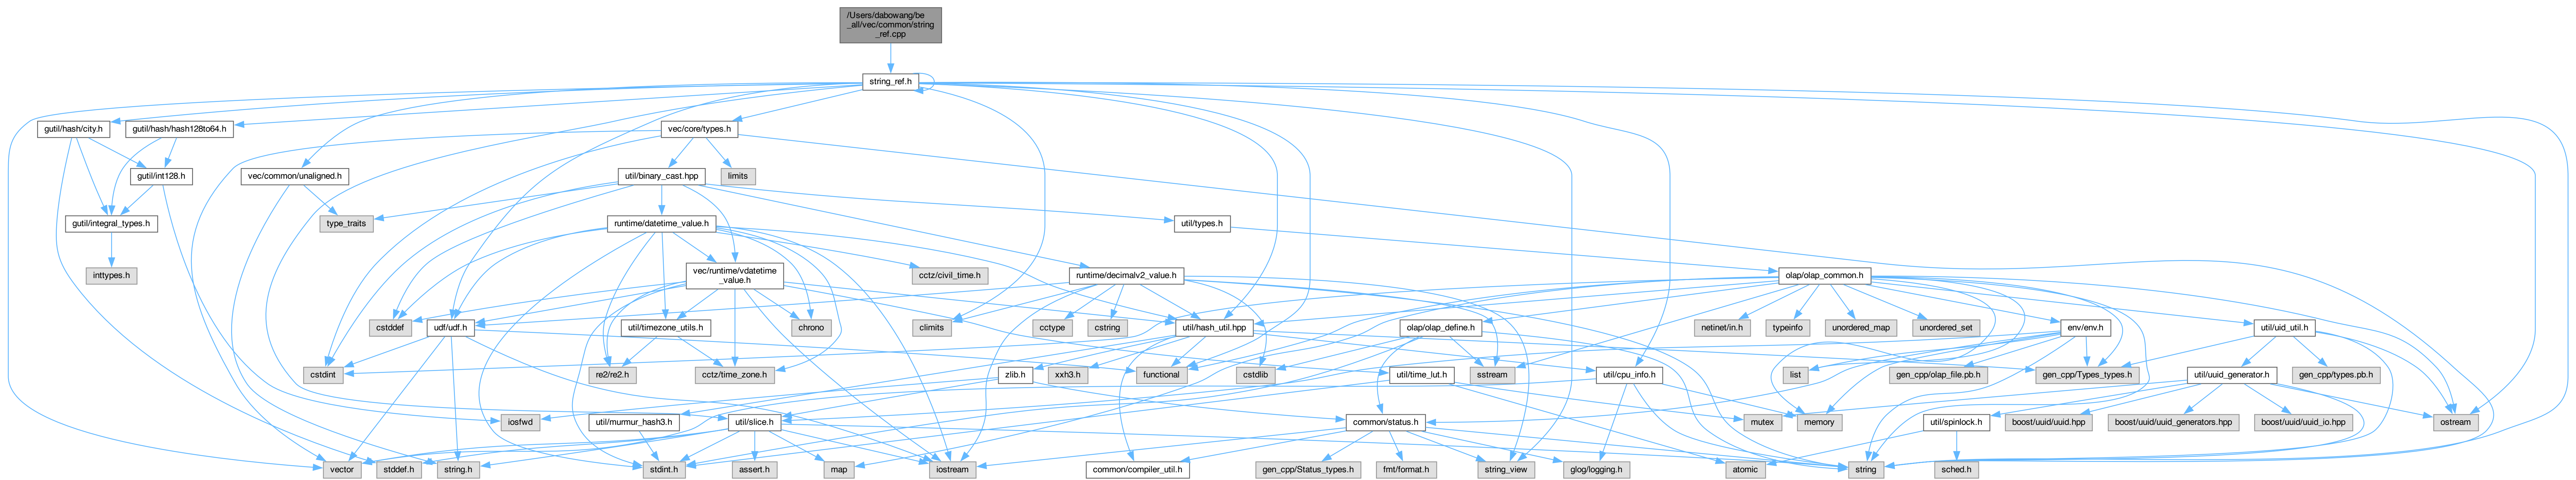 /Users/dabowang/be
_all/vec/common/string
_ref.cpp
string_ref.h
gutil/hash/city.h
gutil/hash/hash128to64.h
vec/core/types.h
gutil/int128.h
vec/common/unaligned.h
util/binary_cast.hpp
limits
gutil/integral_types.h
type_traits
runtime/datetime_value.h
util/types.h
inttypes.h
vec/runtime/vdatetime
_value.h
cctz/civil_time.h
runtime/decimalv2_value.h
olap/olap_common.h
cstddef
udf/udf.h
util/timezone_utils.h
chrono
climits
cctype
cstring
util/hash_util.hpp
olap/olap_define.h
netinet/in.h
typeinfo
unordered_map
unordered_set
env/env.h
util/uid_util.h
cstdint
re2/re2.h
cctz/time_zone.h
zlib.h
xxh3.h
functional
cstdlib
util/time_lut.h
sstream
util/cpu_info.h
list
gen_cpp/olap_file.pb.h
gen_cpp/Types_types.h
util/uuid_generator.h
gen_cpp/types.pb.h
iosfwd
util/murmur_hash3.h
util/slice.h
common/status.h
mutex
memory
util/spinlock.h
boost/uuid/uuid.hpp
boost/uuid/uuid_generators.hpp
boost/uuid/uuid_io.hpp
ostream
vector
stddef.h
string.h
stdint.h
assert.h
map
iostream
common/compiler_util.h
gen_cpp/Status_types.h
fmt/format.h
string_view
glog/logging.h
atomic
string
sched.h